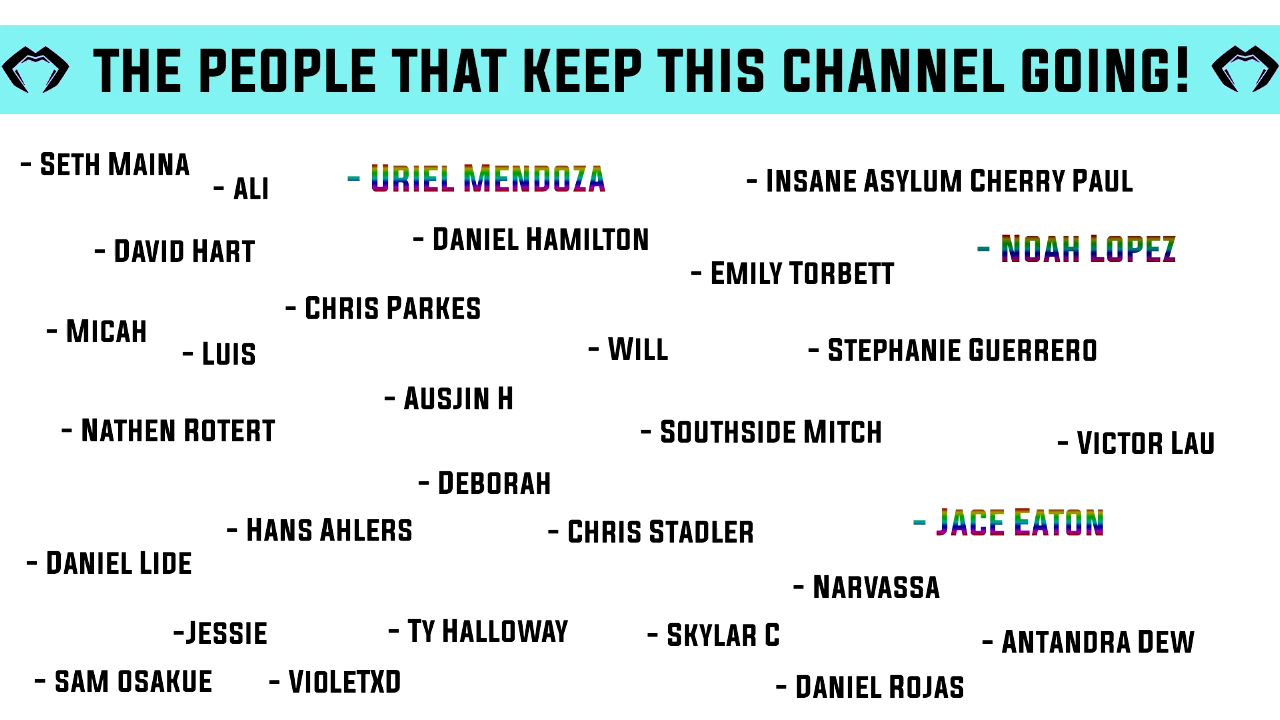 THE PEOPLE THAT KEEP THIS CHANNEL GOING!
- SETH MAINA
- ALI
- URIEL MENDOZA
- INSANE ASYLUM CHERRY PAUL
- DAVID HART
- DANIEL HAMILTON
- EMILY TORBETT
- NOAH LOPEZ
- CHRIS PARKES
- MICAH
- LUIS
- WILL
- STEPHANIE GUERRERO
- AUSJIN H
- NATHEN ROTERT
- SOUTHSIDE MITCH
- VICTOR LAU
- DEBORAH
- HANS AHLERS
- CHRIS STADLER
- JACE EATON
- DANIEL LIDE
- NARVASSA
-JESSIE
- TY HALLOWAY
- SKYLAR C
- ANTANDRA DEW
- SAM OSAKUE
- VIOLETXD
- DANIEL ROJAS